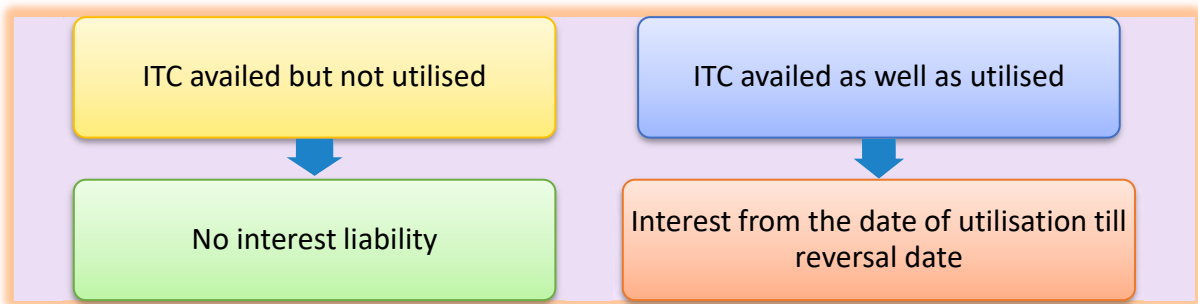 ITC availed but not utilised
ITC availed as well as utilised
No interest liability
Interest from the date of utilisation till
reversal date